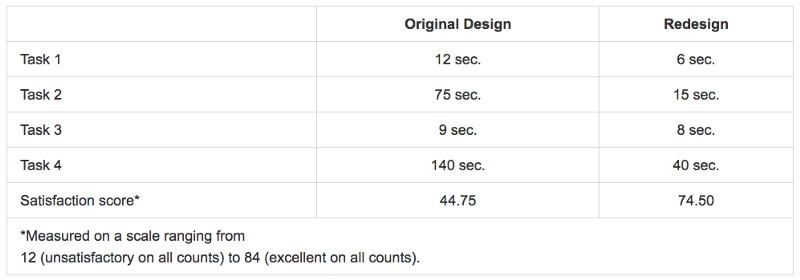 Original Design Redesign
Task 1 12 sec. 6 sec.
Task 2 75 sec. 15 sec.
Task 3 9 sec. 8 sec.
Task 4 140 sec. 40 sec.
Satisfaction score* 44.75 74.50
*Measured on a scale ranging from
12 (unsatisfactory on all counts) to 84 (excellent on all counts).